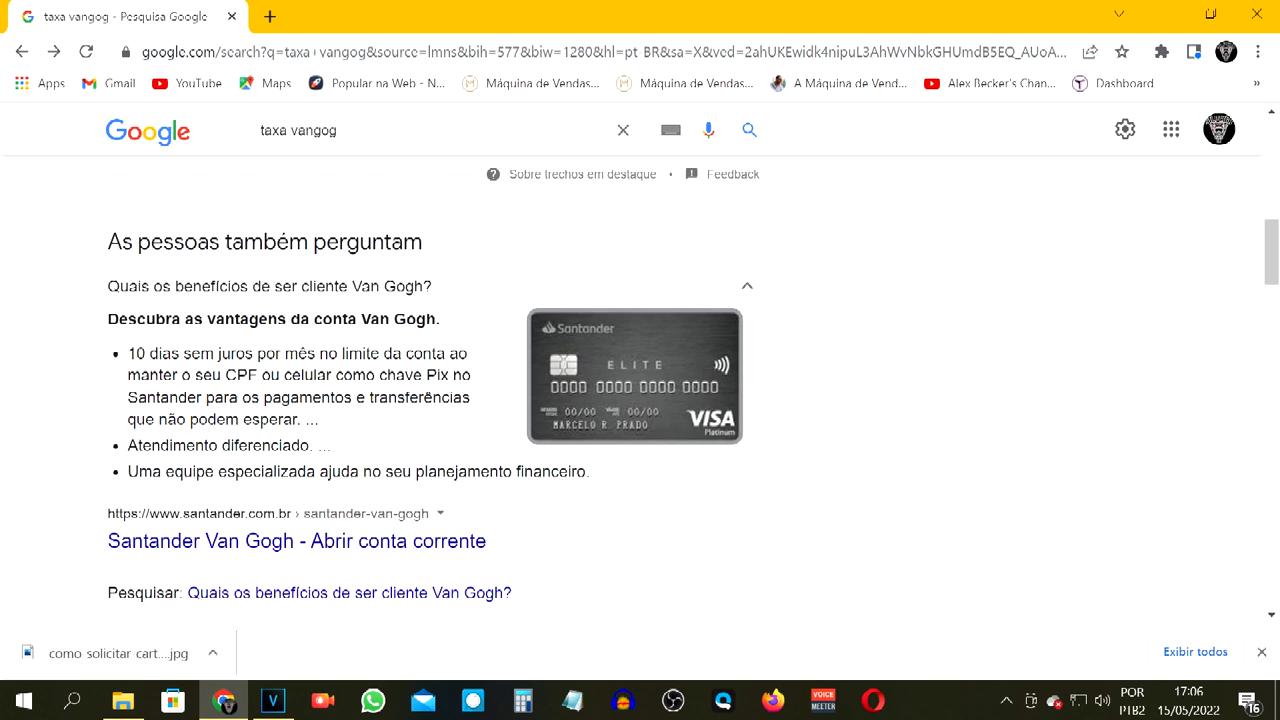 taxa vangog - Pesquisa Google
google.com/search?q=taxa+vangog&source=lmns&bih=577&biw=1280&hl=pt-BR&sa=X&ved=2ahUKEwidk4nipuL3AhWvNbkGHUmdB5EQ_AUoA...
Apps Gmail YouTube Maps Popular na Web - N... Máquina de Vendas... Máquina de Vendas... A Máquina de Vend... Alex Becker's Chan... Dashboard »
Google taxa vangog
Sobre trechos em destaque • Feedback
As pessoas também perguntam
Quais os benefícios de ser cliente Van Gogh?
Descubra as vantagens da conta Van Gogh.
• 10 dias sem juros por mês no limite da conta ao
manter o seu CPF ou celular como chave Pix no
Santander para os pagamentos e transferências
que não podem esperar. ...
• Atendimento diferenciado. ...
• Uma equipe especializada ajuda no seu planejamento financeiro.
Santander
ELITE
0000 0000 0000 0000
00/00 00/00
MARCELO R. PRADO
VISA
Platinum
https://www.santander.com.br › santander-van-gogh
Santander Van Gogh - Abrir conta corrente
Pesquisar: Quais os benefícios de ser cliente Van Gogh?
como solicitar cart....jpg
Exibir todos
V
VOICE
MEETER
POR
PTB2
17:06
15/05/2022
16